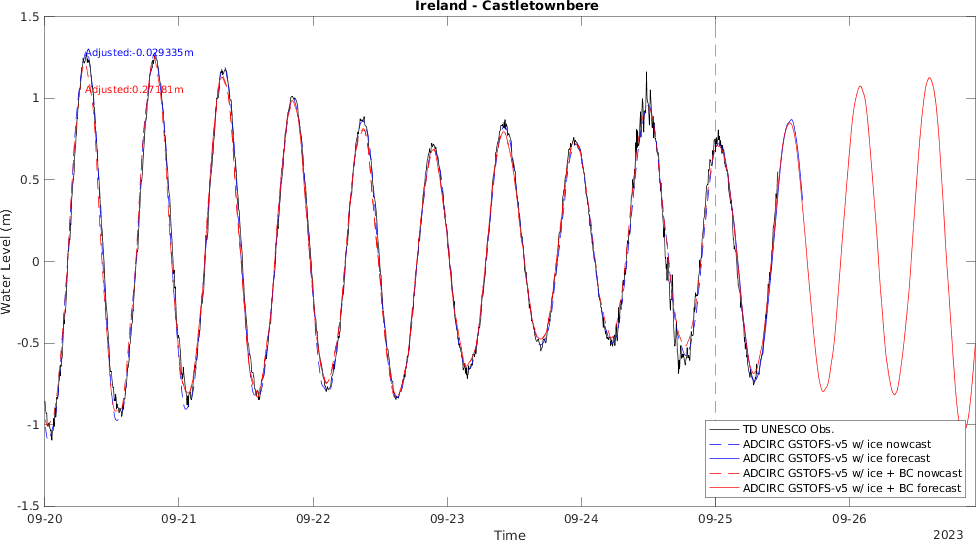 Ireland - Castletownbere
Adjusted:-0.029335m
Adjusted:0.27181m
1.5
1
0.5
0
-0.5
-1
-1.5
Water Level (m)
TD UNESCO Obs.
ADCIRC GSTOFS-v5 w/ ice nowcast
ADCIRC GSTOFS-v5 w/ ice forecast
ADCIRC GSTOFS-v5 w/ ice + BC nowcast
ADCIRC GSTOFS-v5 w/ ice + BC forecast
09-20 09-21 09-22 09-23 09-24 09-25 09-26
Time
2023